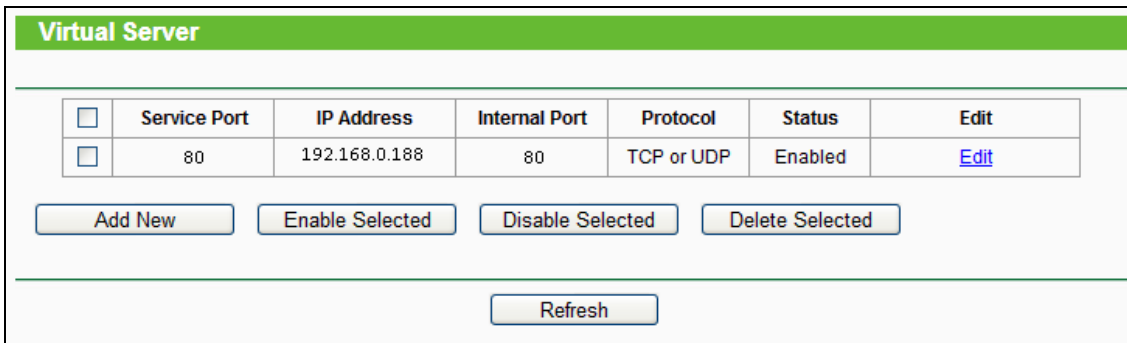 Virtual Server
Service Port IP Address Internal Port Protocol Status Edit
80 192.168.0.188 80 TCP or UDP Enabled Edit
Add New Enable Selected Disable Selected Delete Selected
Refresh